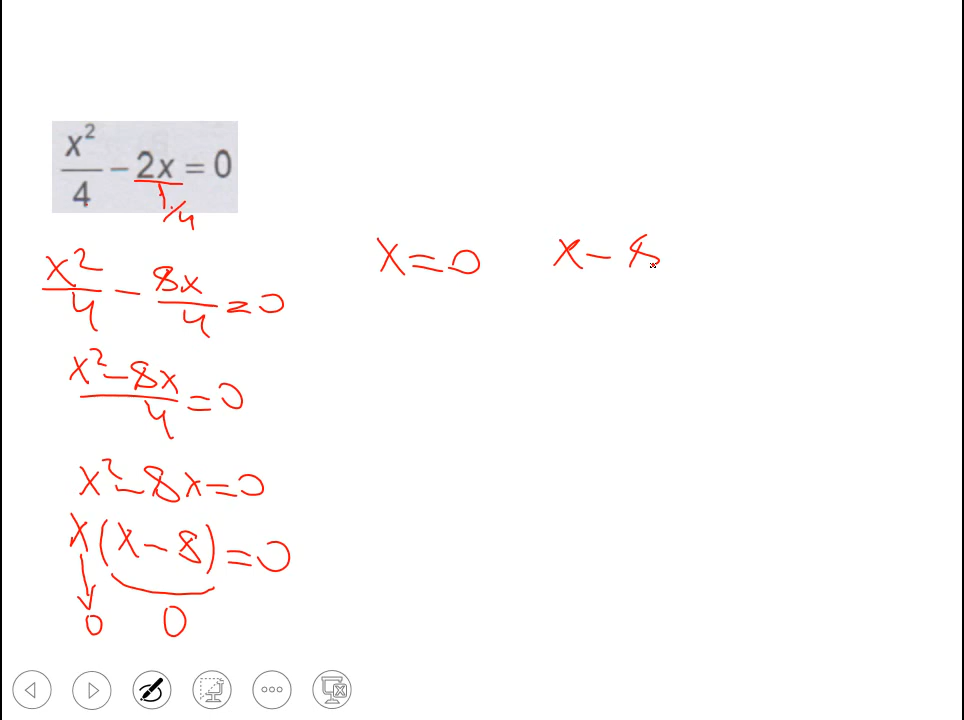 x²/4 − 2x = 0
1/4
x²/4 − 8x/4 = 0
(x² − 8x)/4 = 0
x² − 8x = 0
x(x − 8) = 0
0 0
x = 0 x − 8